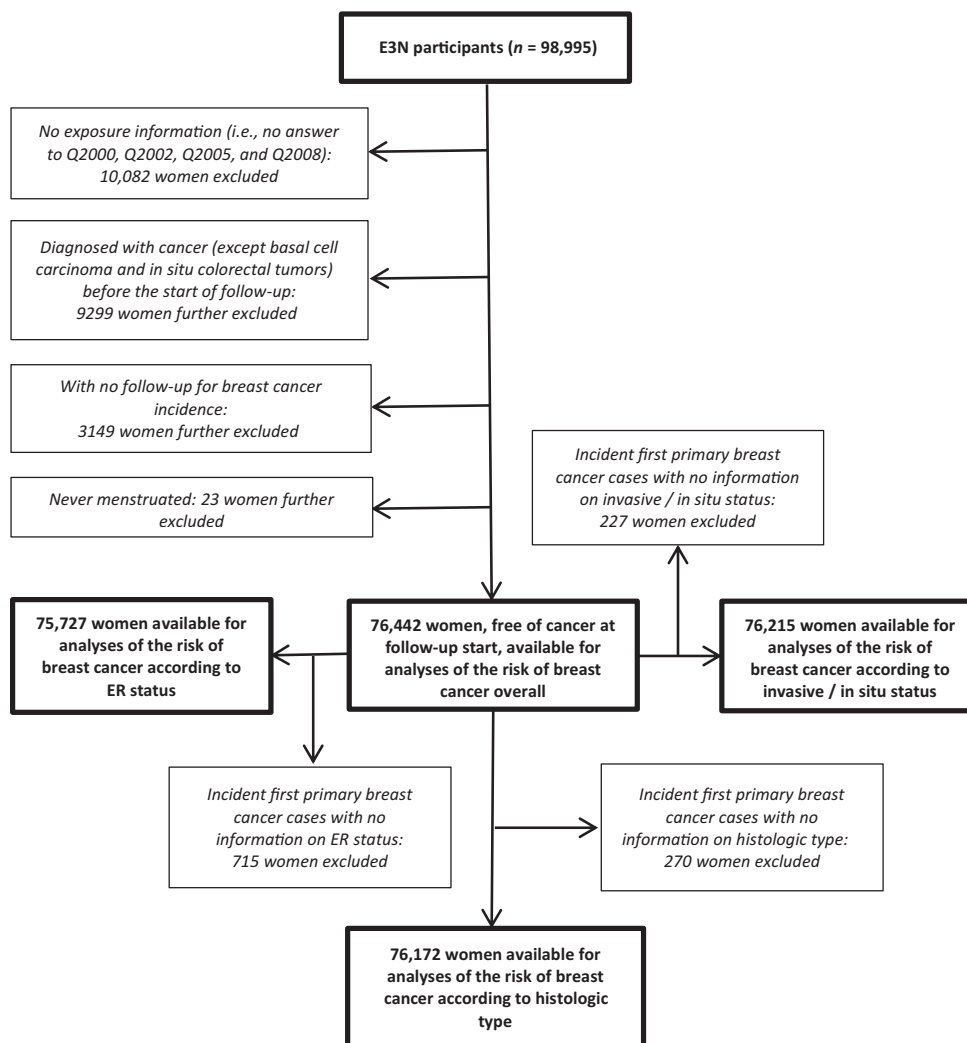 E3N participants (n = 98,995)
No exposure information (i.e., no answer
to Q2000, Q2002, Q2005, and Q2008):
10,082 women excluded
Diagnosed with cancer (except basal cell
carcinoma and in situ colorectal tumors)
before the start of follow-up:
9299 women further excluded
With no follow-up for breast cancer
incidence:
3149 women further excluded
Never menstruated: 23 women further
excluded
Incident first primary breast
cancer cases with no information
on invasive / in situ status:
227 women excluded
75,727 women available for
analyses of the risk of
breast cancer according to
ER status
76,442 women, free of cancer at
follow-up start, available for
analyses of the risk of breast
cancer overall
76,215 women available for
analyses of the risk of
breast cancer according to
invasive / in situ status
Incident first primary breast
cancer cases with no
information on ER status:
715 women excluded
Incident first primary breast
cancer cases with no
information on histologic type:
270 women excluded
76,172 women available for
analyses of the risk of breast
cancer according to histologic
type